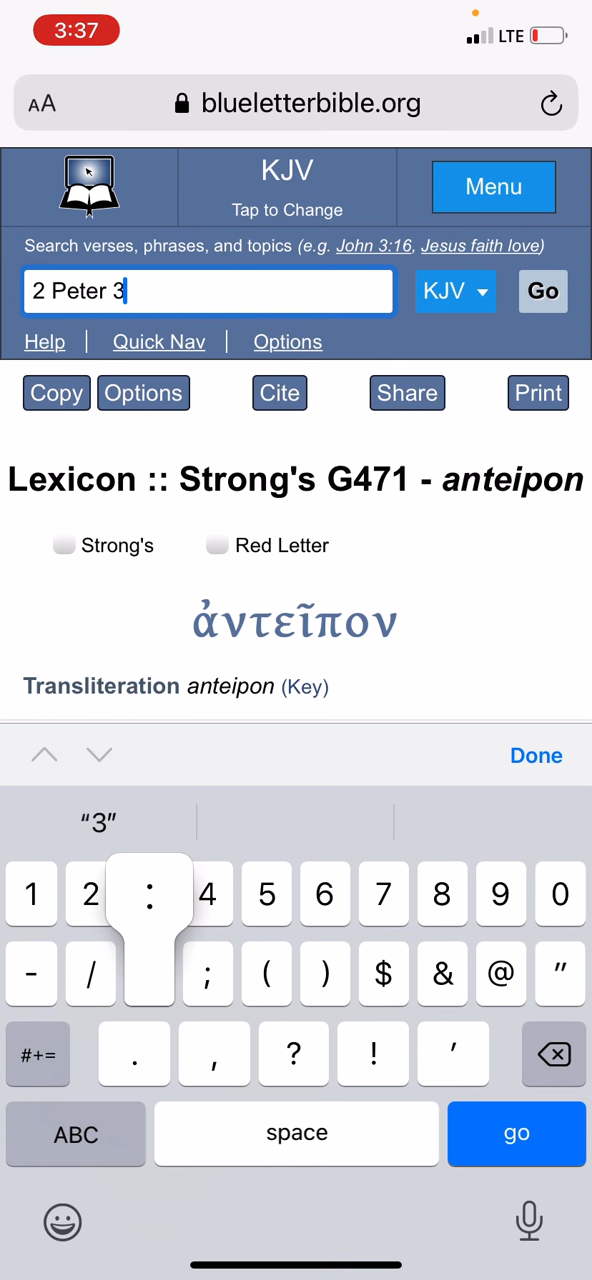 3:37
LTE
AA blueletterbible.org
KJV
Tap to Change
Menu
Search verses, phrases, and topics (e.g. John 3:16, Jesus faith love)
2 Peter 3 KJV Go
Help Quick Nav Options
Copy Options Cite Share Print
Lexicon :: Strong's G471 - anteipon
Strong's Red Letter
ἀντεῖπον
Transliteration anteipon (Key)
Done
“3”
1 2 : 4 5 6 7 8 9 0
- / ; ( ) $ & @ "
#+= . , ? ! '
ABC space go